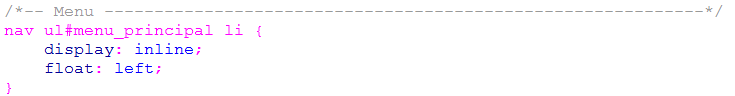 /*-- Menu ------------------------------------------------------------*/
nav ul#menu_principal li {
    display: inline;
    float: left;
}